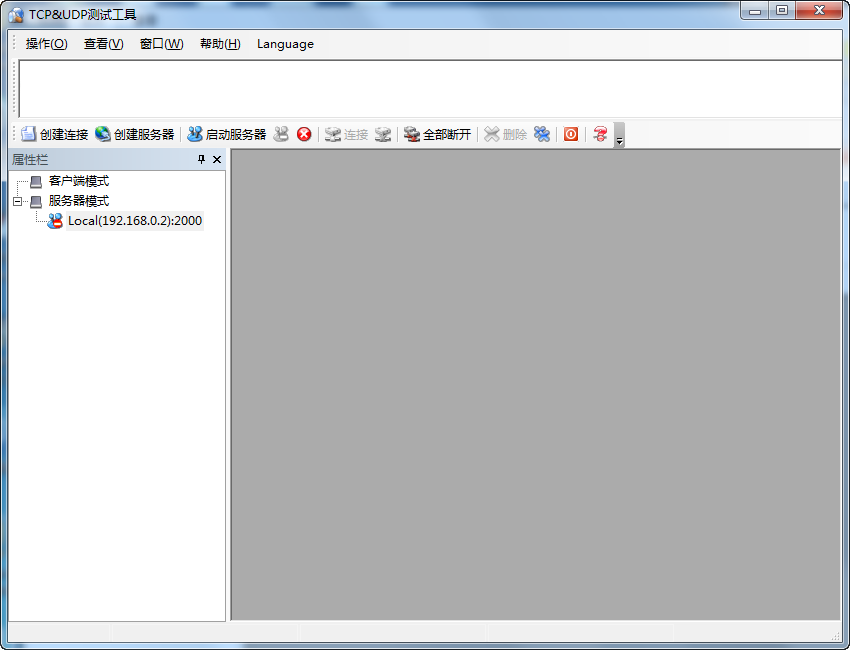 TCP&UDP测试工具
操作(O) 查看(V) 窗口(W) 帮助(H) Language
创建连接 创建服务器 启动服务器 连接 全部断开 删除
属性栏
客户端模式
服务器模式
Local(192.168.0.2):2000